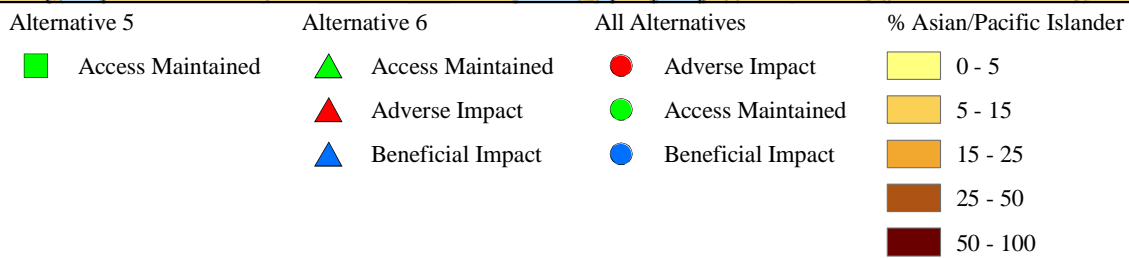 Alternative 5
Access Maintained
Alternative 6
Access Maintained
Adverse Impact
Beneficial Impact
All Alternatives
Adverse Impact
Access Maintained
Beneficial Impact
% Asian/Pacific Islander
0 - 5
5 - 15
15 - 25
25 - 50
50 - 100